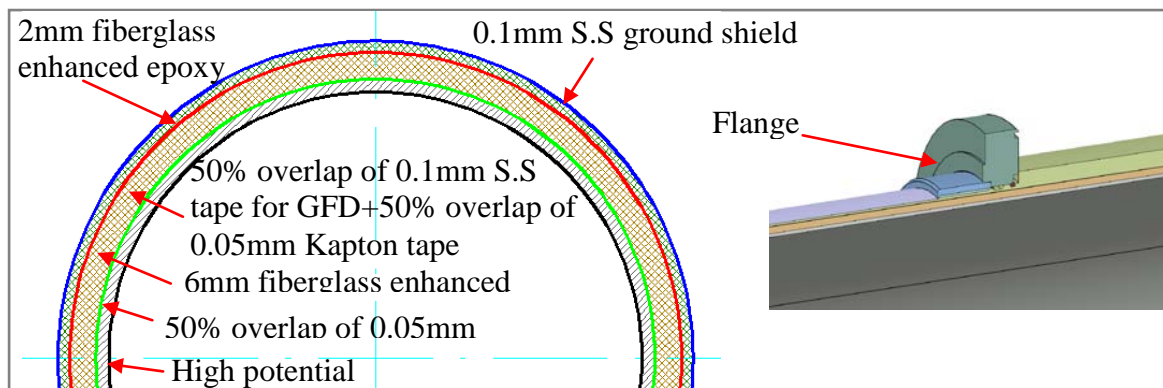 2mm fiberglass
enhanced epoxy
0.1mm S.S ground shield
50% overlap of 0.1mm S.S
tape for GFD+50% overlap of
0.05mm Kapton tape
6mm fiberglass enhanced
50% overlap of 0.05mm
High potential
Flange